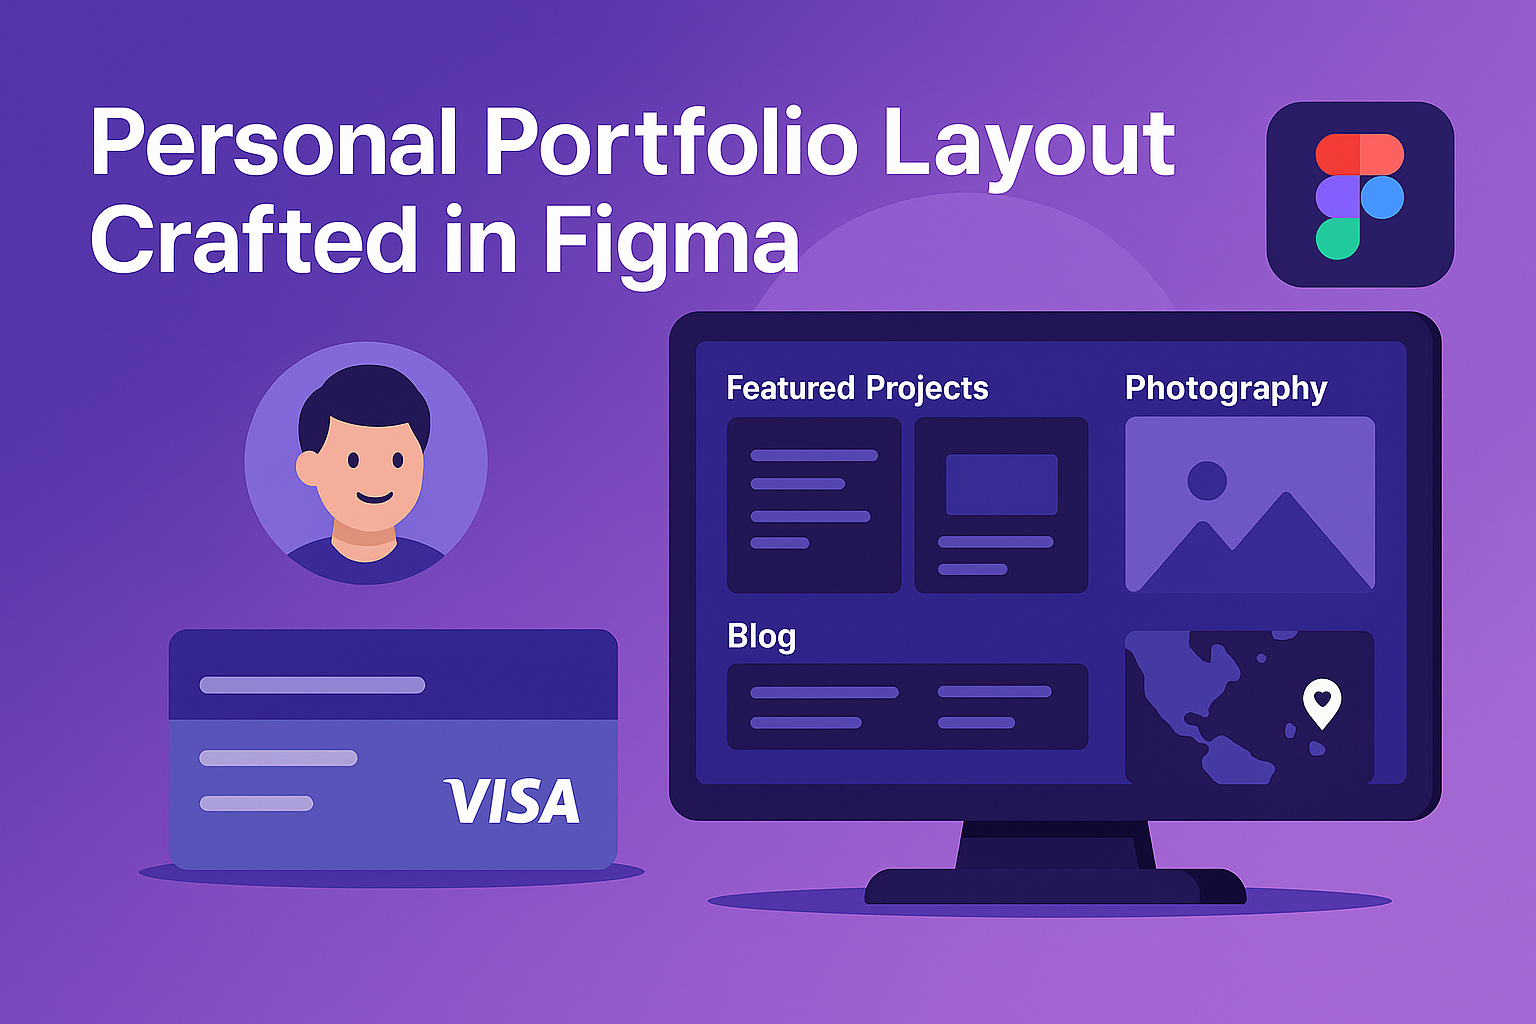 Personal Portfolio Layout
Crafted in Figma
Featured Projects
Photography
Blog
VISA